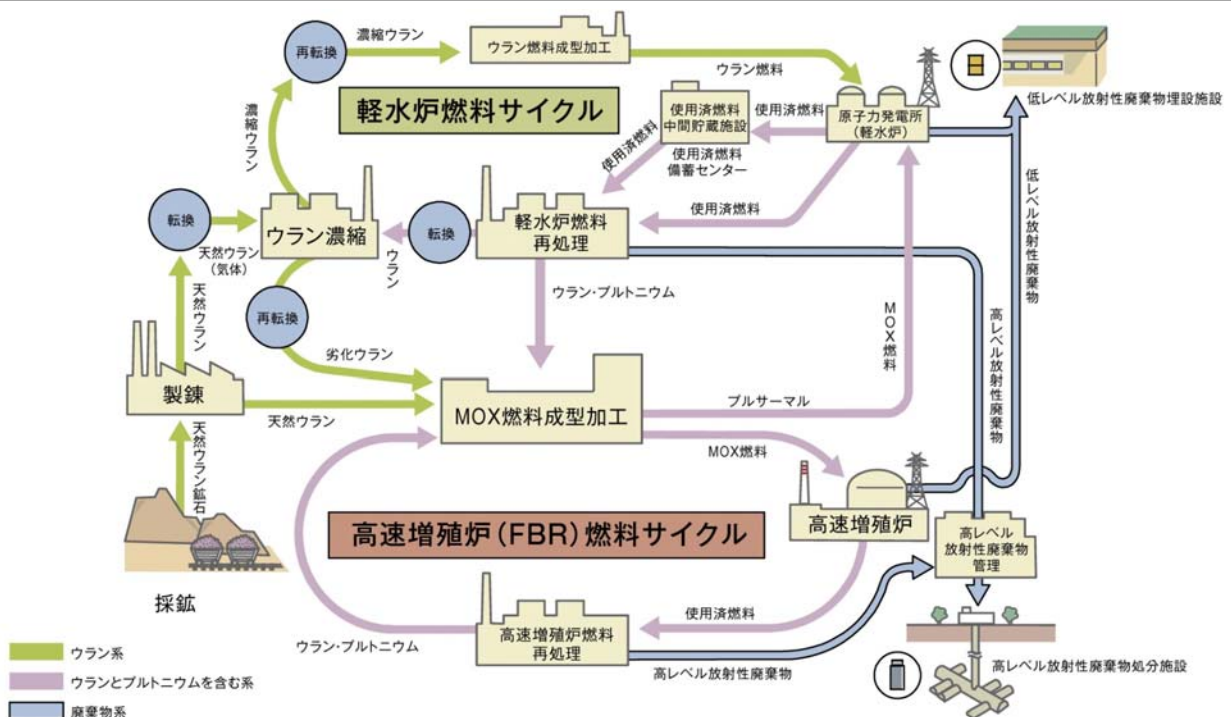 濃縮ウラン
再転換
ウラン燃料成型加工
ウラン燃料
低レベル放射性廃棄物埋設施設
軽水炉燃料サイクル
使用済燃料
中間貯蔵施設
使用済燃料
原子力発電所
(軽水炉)
濃縮ウラン
使用済燃料
使用済燃料
備蓄センター
低レベル放射性廃棄物
転換
ウラン濃縮
転換
軽水炉燃料
再処理
使用済燃料
天然ウラン
(気体)
ウラン
天然ウラン
再転換
ウラン・プルトニウム
MOX燃料
高レベル放射性廃棄物
劣化ウラン
製錬
天然ウラン
MOX燃料成型加工
プルサーマル
MOX燃料
天然ウラン鉱石
高速増殖炉(FBR)燃料サイクル
高速増殖炉
高レベル
放射性廃棄物
管理
採鉱
使用済燃料
ウラン・プルトニウム
高速増殖炉燃料
再処理
高レベル放射性廃棄物
高レベル放射性廃棄物処分施設
ウラン系
ウランとプルトニウムを含む系
廃棄物系